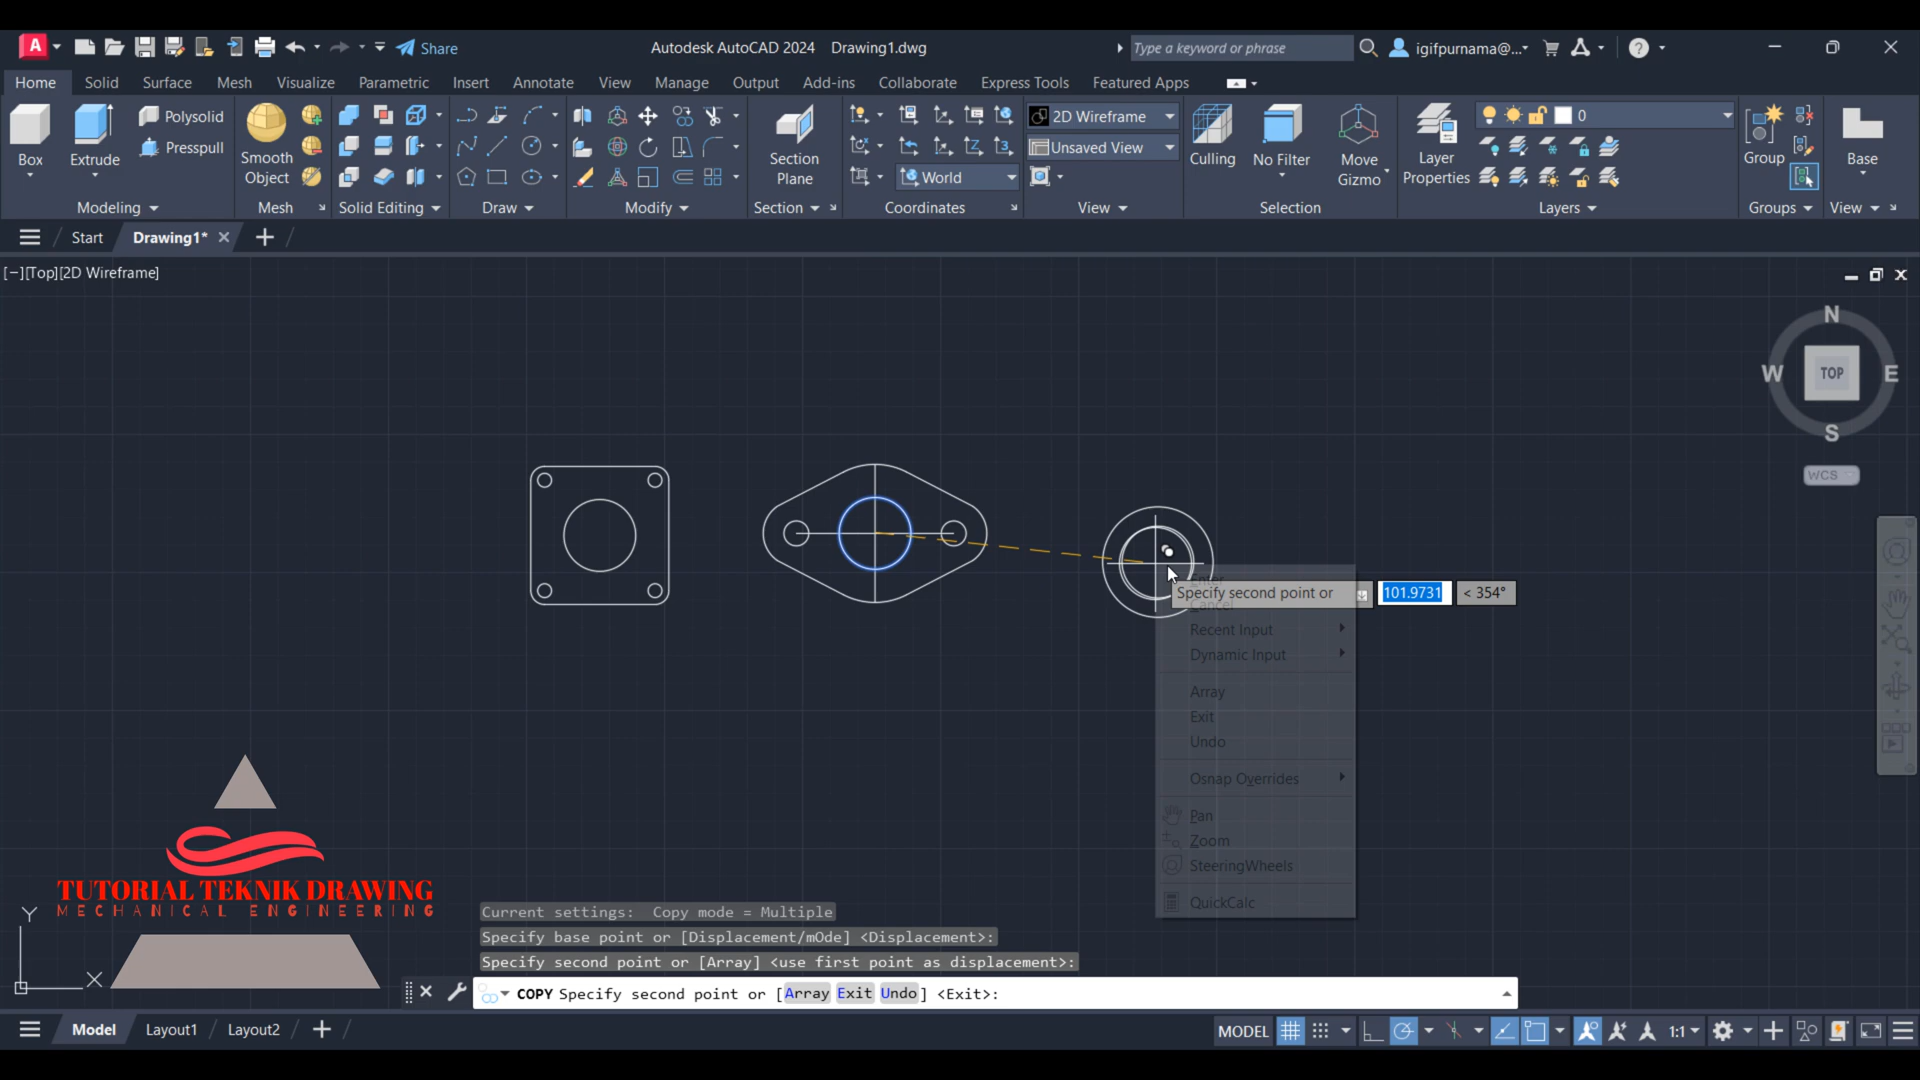 Share
Autodesk AutoCAD 2024 Drawing1.dwg
Type a keyword or phrase
igifpurnama@...
Home Solid Surface Mesh Visualize Parametric Insert Annotate View Manage Output Add-ins Collaborate Express Tools Featured Apps
Box
Extrude
Polysolid
Presspull
Smooth
Object
Section
Plane
World
2D Wireframe
Unsaved View
Culling
No Filter
Move
Gizmo
Layer
Properties
0
Group
Base
Modeling Mesh Solid Editing Draw Modify Section Coordinates View Selection Layers Groups View
Start Drawing1*
[−][Top][2D Wireframe]
N
W TOP E
S
WCS
Specify second point or 101.9731 < 354°
Enter
Cancel
Recent Input
Dynamic Input
Array
Exit
Undo
Osnap Overrides
Pan
Zoom
SteeringWheels
QuickCalc
TUTORIAL TEKNIK DRAWING
MECHANICAL ENGINEERING
Y
X
Current settings: Copy mode = Multiple
Specify base point or [Displacement/mOde] <Displacement>:
Specify second point or [Array] <use first point as displacement>:
COPY Specify second point or [Array Exit Undo] <Exit>:
Model Layout1 Layout2
MODEL 1:1